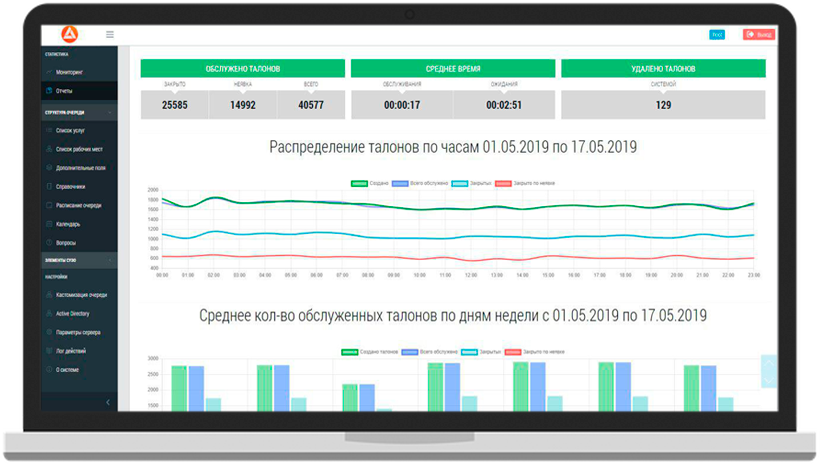 Root
Выход
СТАТИСТИКА
Мониторинг
Отчеты
СТРУКТУРА ОЧЕРЕДИ
Список услуг
Список рабочих мест
Дополнительные поля
Справочники
Расписание очереди
Календарь
Вопросы
ЭЛЕМЕНТЫ СУЭО
НАСТРОЙКИ
Кастомизация очереди
Active Directory
Параметры сервера
Лог действий
О системе
ОБСЛУЖЕНО ТАЛОНОВ
ЗАКРЫТО НЕЯВКА ВСЕГО
25585 14992 40577
СРЕДНЕЕ ВРЕМЯ
ОБСЛУЖИВАНИЯ ОЖИДАНИЯ
00:00:17 00:02:51
УДАЛЕНО ТАЛОНОВ
СИСТЕМОЙ
129
Распределение талонов по часам 01.05.2019 по 17.05.2019
Создано Всего обслужено Закрытых Закрыто по неявке
2000
1800
1600
1400
1200
1000
800
600
400
00:00 01:00 02:00 03:00 04:00 05:00 06:00 07:00 08:00 09:00 10:00 11:00 12:00 13:00 14:00 15:00 16:00 17:00 18:00 19:00 20:00 21:00 22:00 23:00
Среднее кол-во обслуженных талонов по дням недели с 01.05.2019 по 17.05.2019
Создано талонов Всего обслужено Закрытых Закрыто по неявке
3000
2500
2000
1500